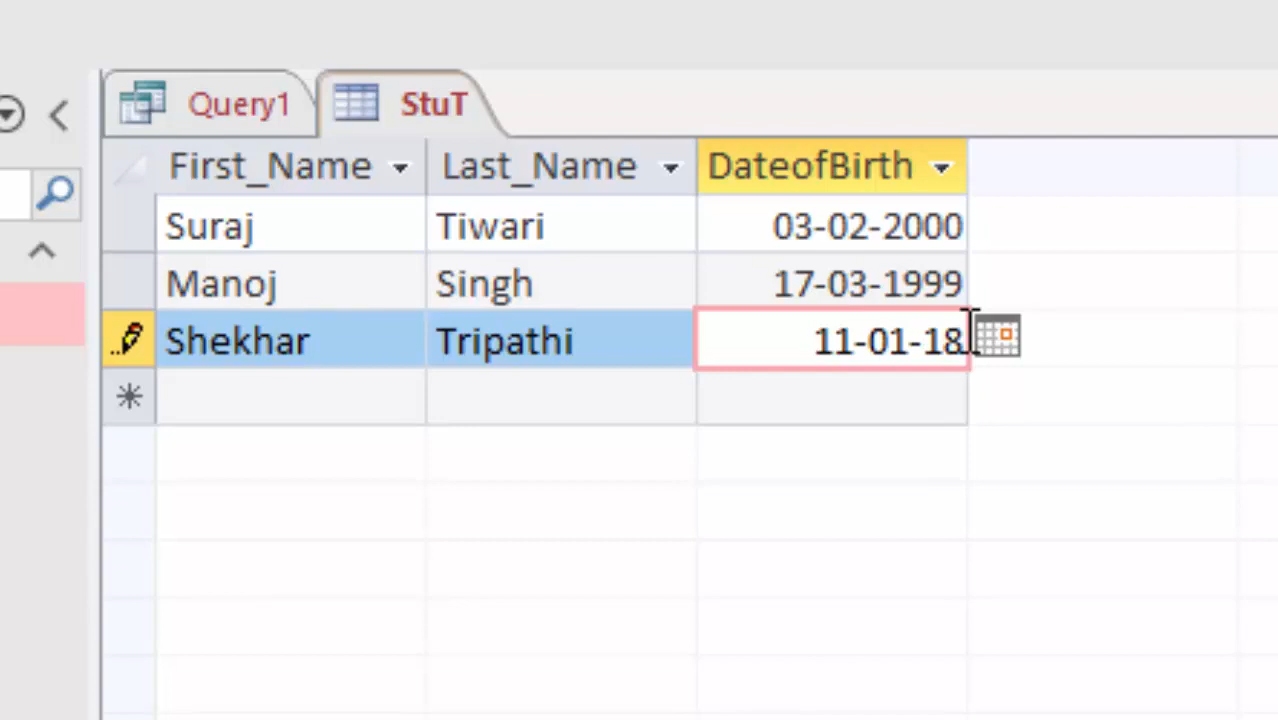 Query1 StuT
First_Name Last_Name DateofBirth
Suraj Tiwari 03-02-2000
Manoj Singh 17-03-1999
Shekhar Tripathi 11-01-18